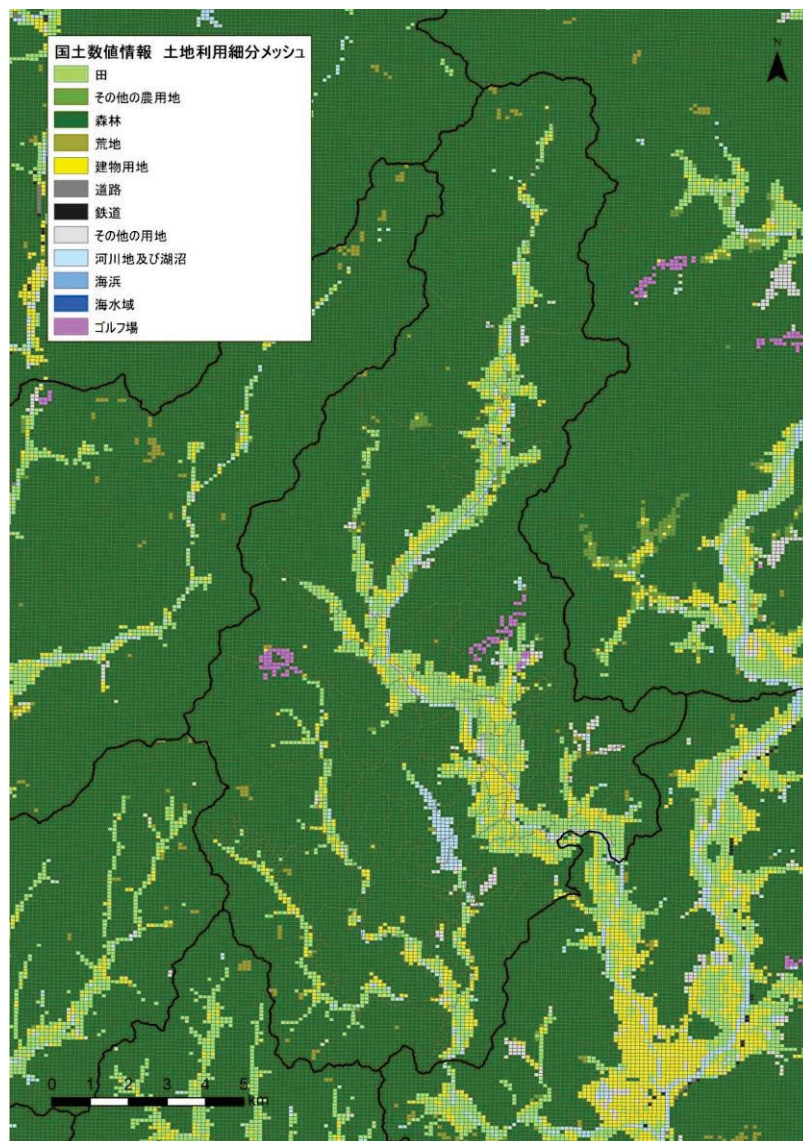 国土数値情報 土地利用細分メッシュ
田
その他の農用地
森林
荒地
建物用地
道路
鉄道
その他の用地
河川地及び湖沼
海浜
海水域
ゴルフ場
N
0 1 2 3 4 5
km